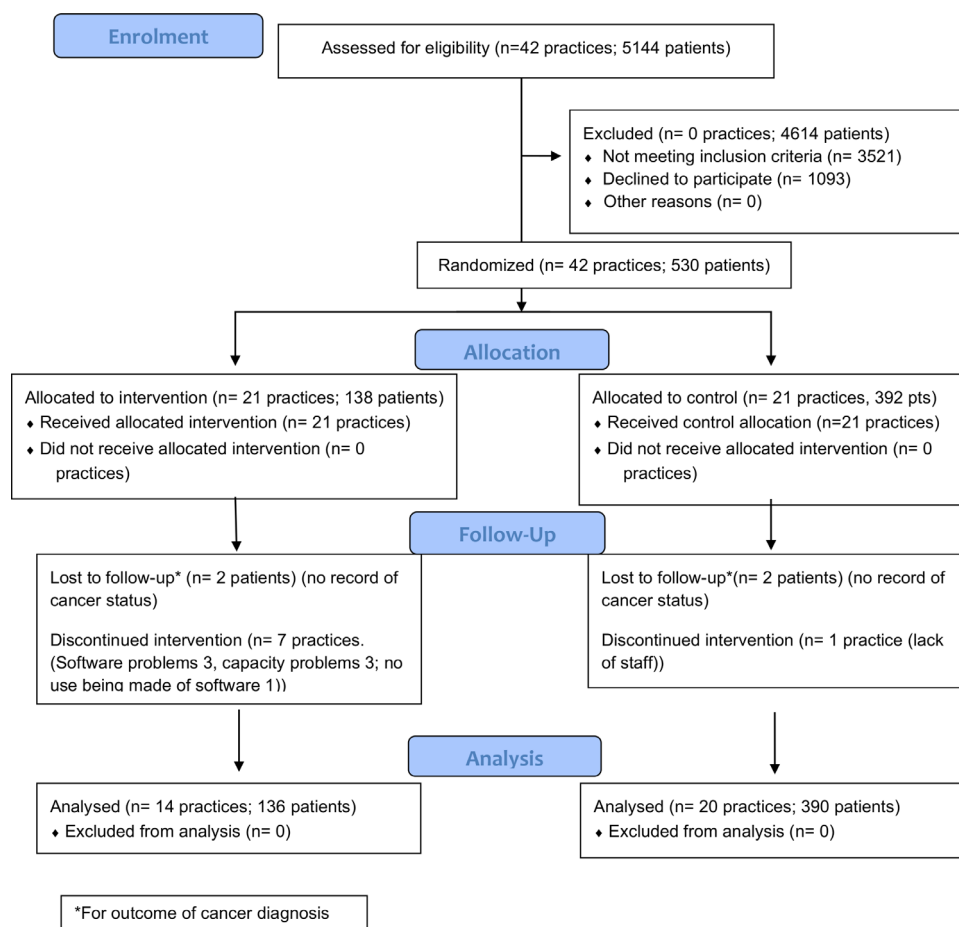 Enrolment
Assessed for eligibility (n=42 practices; 5144 patients)
Excluded (n= 0 practices; 4614 patients)
♦ Not meeting inclusion criteria (n= 3521)
♦ Declined to participate (n= 1093)
♦ Other reasons (n= 0)
Randomized (n= 42 practices; 530 patients)
Allocation
Allocated to intervention (n= 21 practices; 138 patients)
♦ Received allocated intervention (n= 21 practices)
♦ Did not receive allocated intervention (n= 0
practices)
Allocated to control (n= 21 practices, 392 pts)
♦ Received control allocation (n=21 practices)
♦ Did not receive allocated intervention (n= 0
practices)
Follow-Up
Lost to follow-up* (n= 2 patients) (no record of
cancer status)
Discontinued intervention (n= 7 practices.
(Software problems 3, capacity problems 3; no
use being made of software 1))
Lost to follow-up*(n= 2 patients) (no record of
cancer status)
Discontinued intervention (n= 1 practice (lack
of staff))
Analysis
Analysed (n= 14 practices; 136 patients)
♦ Excluded from analysis (n= 0)
Analysed (n= 20 practices; 390 patients)
♦ Excluded from analysis (n= 0)
*For outcome of cancer diagnosis